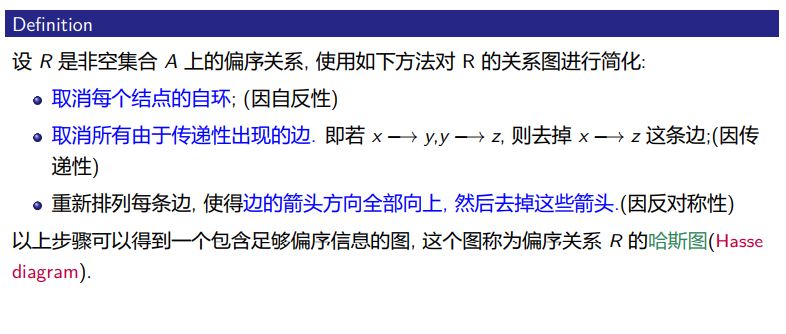 Definition
设 R 是非空集合 A 上的偏序关系, 使用如下方法对 R 的关系图进行简化:
取消每个结点的自环; (因自反性)
取消所有由于传递性出现的边. 即若 x ⟶ y,y ⟶ z, 则去掉 x ⟶ z 这条边;(因传
递性)
重新排列每条边, 使得边的箭头方向全部向上, 然后去掉这些箭头.(因反对称性)
以上步骤可以得到一个包含足够偏序信息的图, 这个图称为偏序关系 R 的哈斯图(Hasse
diagram).